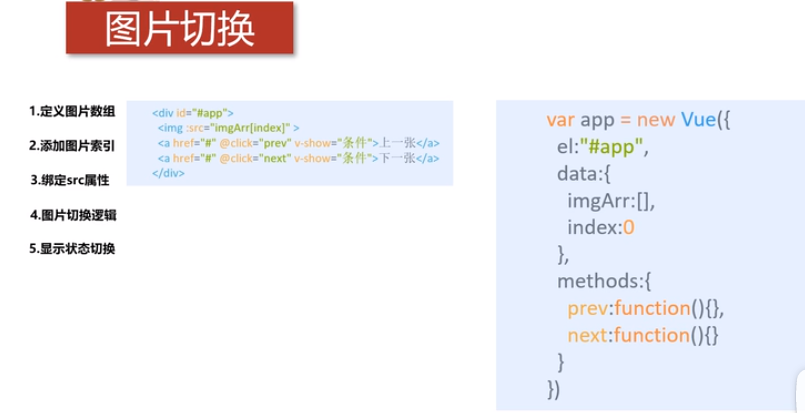 图片切换
1.定义图片数组
2.添加图片索引
3.绑定src属性
4.图片切换逻辑
5.显示状态切换
<div id="#app">
<img :src="imgArr[index]" >
<a href="#" @click="prev" v-show="条件">上一张</a>
<a href="#" @click="next" v-show="条件">下一张</a>
</div>
var app = new Vue({
el:"#app",
data:{
imgArr:[],
index:0
},
methods:{
prev:function(){},
next:function(){}
}
})